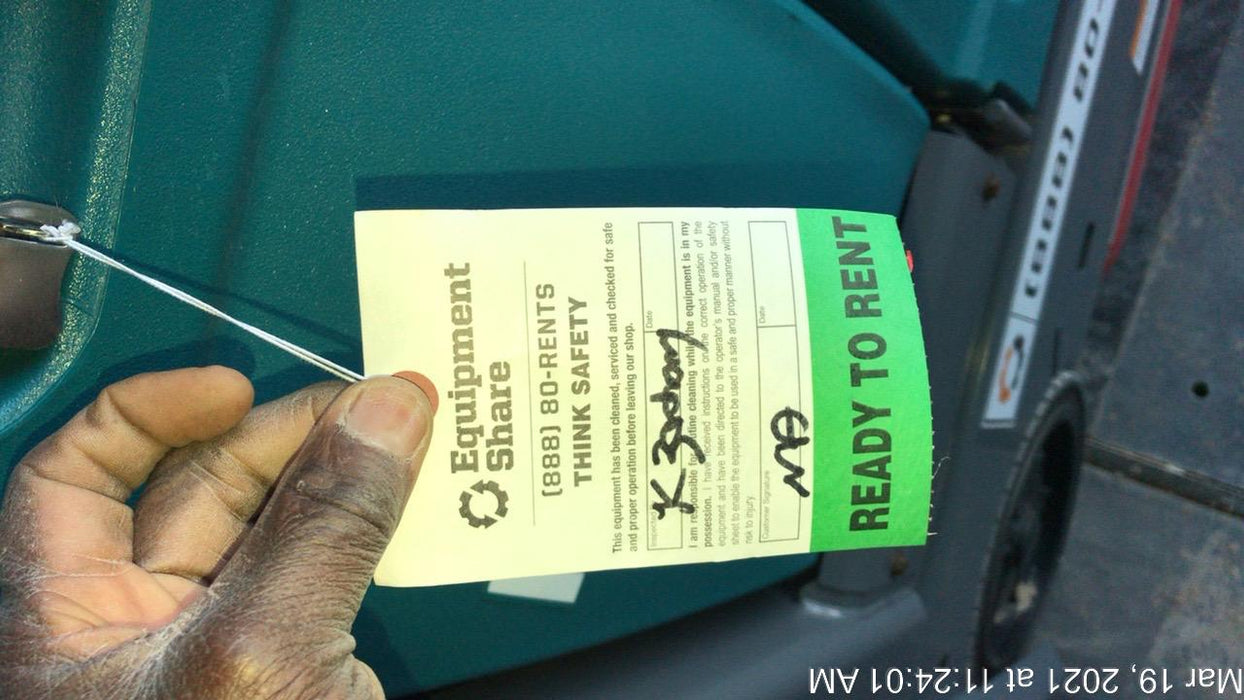 Equipment
Share
(888) 80-RENTS
THINK SAFETY
This equipment has been cleaned, serviced and checked for safe
and proper operation before leaving our shop.
Date
I am responsible for routine cleaning while the equipment is in my
possession. I have received instructions on the correct operation of the
equipment and have been directed to the operator's manual and/or safety
sheet to enable the equipment to be used in a safe and proper manner without
risk to injury.
Customer Signature Date
READY TO RENT
(888) 80
Mar 19, 2021 at 11:24:01 AM